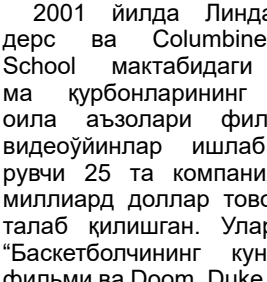 2001 йилда Линда
дерс ва Columbine
School мактабидаги
ма қурбонларининг
оила аъзолари фил
видеоўйинлар ишлаб
рувчи 25 та компани
миллиард доллар тов
талаб қилишган. Улар
“Баскетболчининг кун
фильми ва Doom, Duke